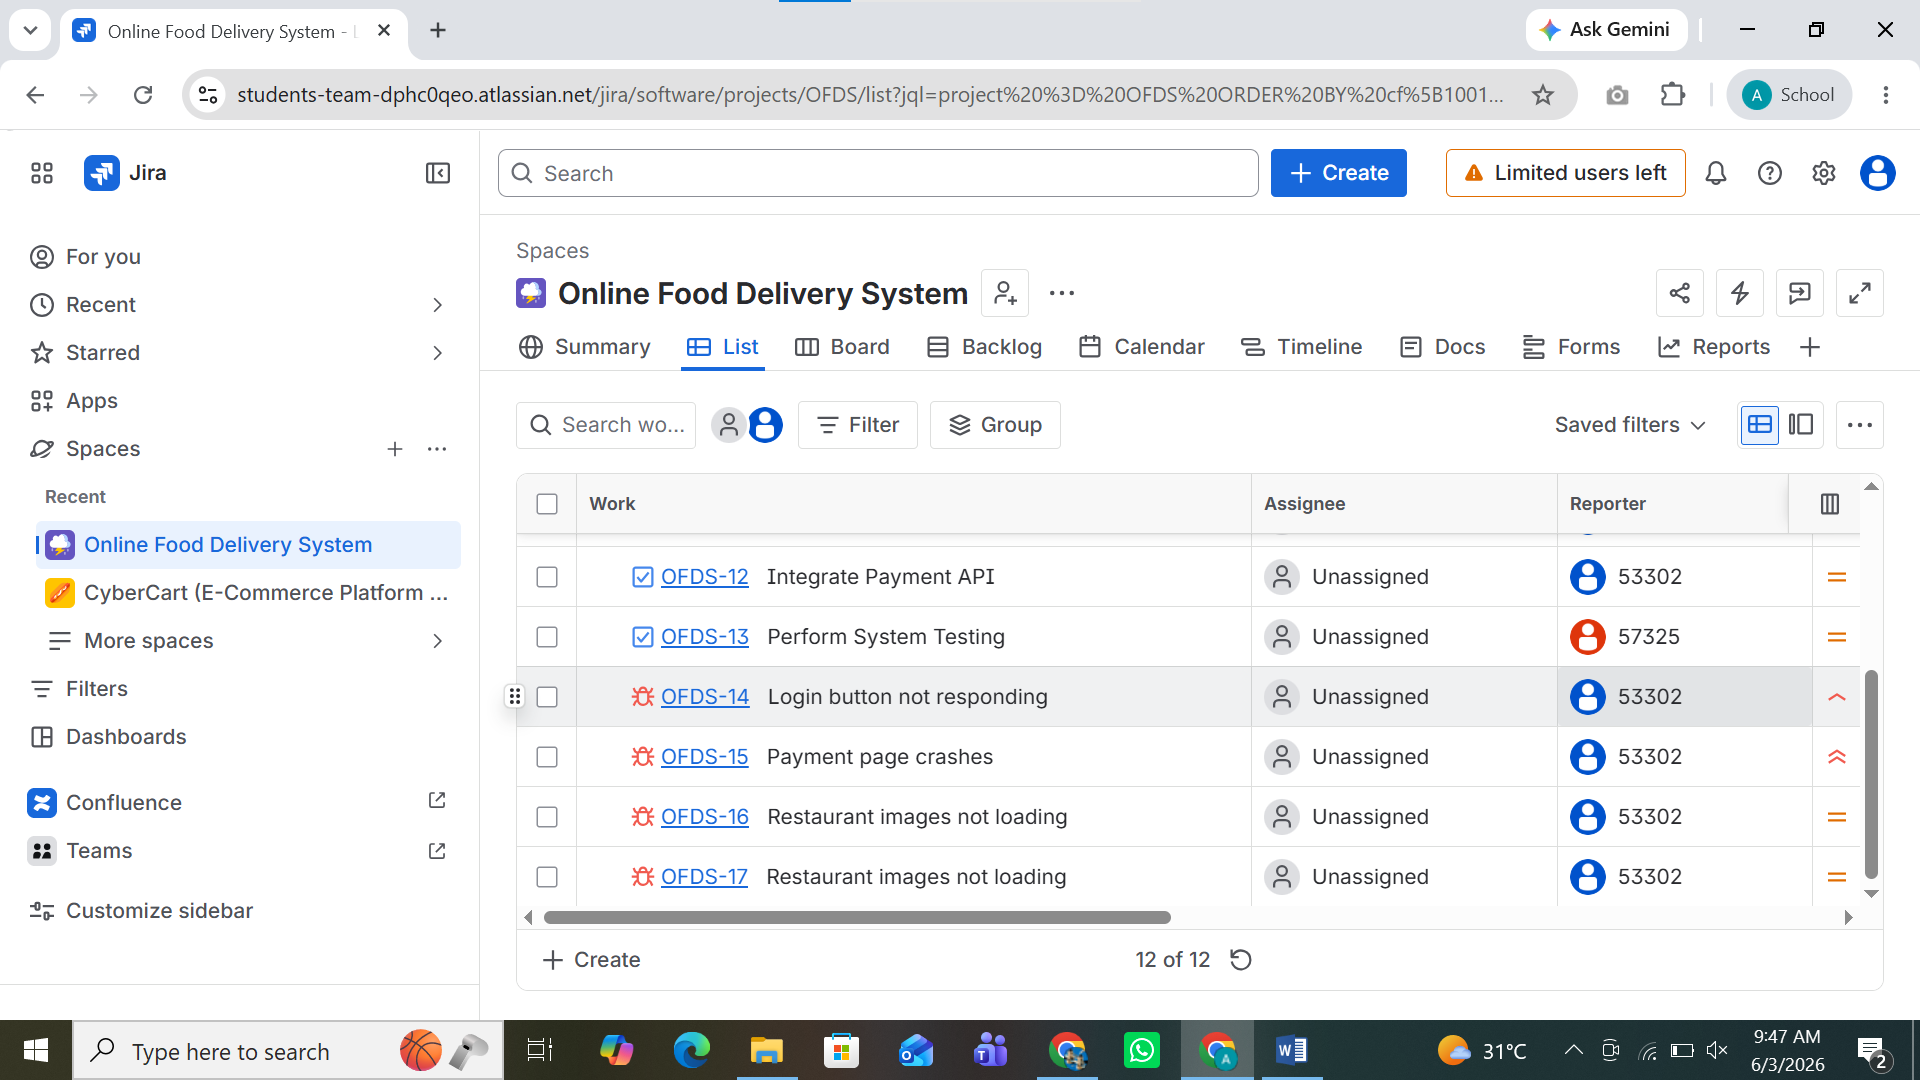 Online Food Delivery System -
Ask Gemini
students-team-dphc0qeo.atlassian.net/jira/software/projects/OFDS/list?jql=project%20%3D%20OFDS%20ORDER%20BY%20cf%5B1001...
A School
Jira
Search
Create
Limited users left
For you
Recent
Starred
Apps
Spaces
Recent
Online Food Delivery System
CyberCart (E-Commerce Platform ...
More spaces
Filters
Dashboards
Confluence
Teams
Customize sidebar
Spaces
Online Food Delivery System
Summary List Board Backlog Calendar Timeline Docs Forms Reports
Search wo...
Filter
Group
Saved filters
Work Assignee Reporter
OFDS-12 Integrate Payment API Unassigned 53302
OFDS-13 Perform System Testing Unassigned 57325
OFDS-14 Login button not responding Unassigned 53302
OFDS-15 Payment page crashes Unassigned 53302
OFDS-16 Restaurant images not loading Unassigned 53302
OFDS-17 Restaurant images not loading Unassigned 53302
Create
12 of 12
Type here to search
31°C
9:47 AM
6/3/2026
2